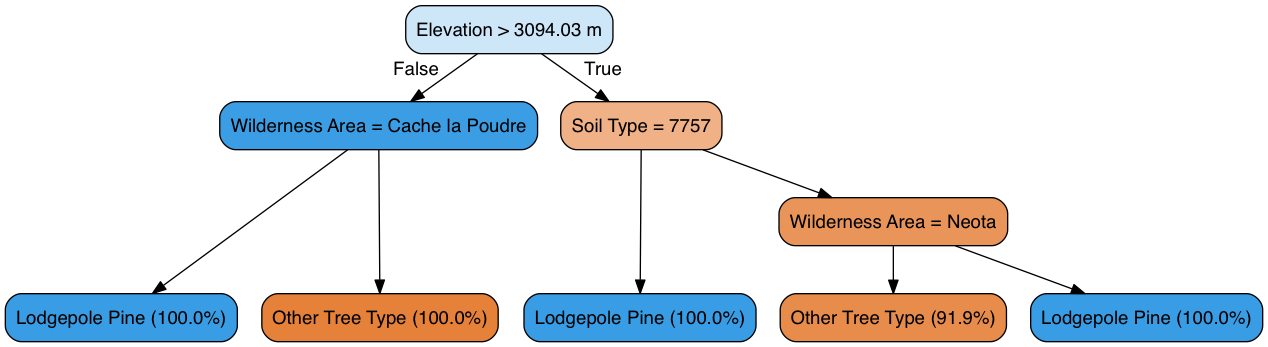 Elevation > 3094.03 m
False
True
Wilderness Area = Cache la Poudre
Soil Type = 7757
Wilderness Area = Neota
Lodgepole Pine (100.0%)
Other Tree Type (100.0%)
Lodgepole Pine (100.0%)
Other Tree Type (91.9%)
Lodgepole Pine (100.0%)